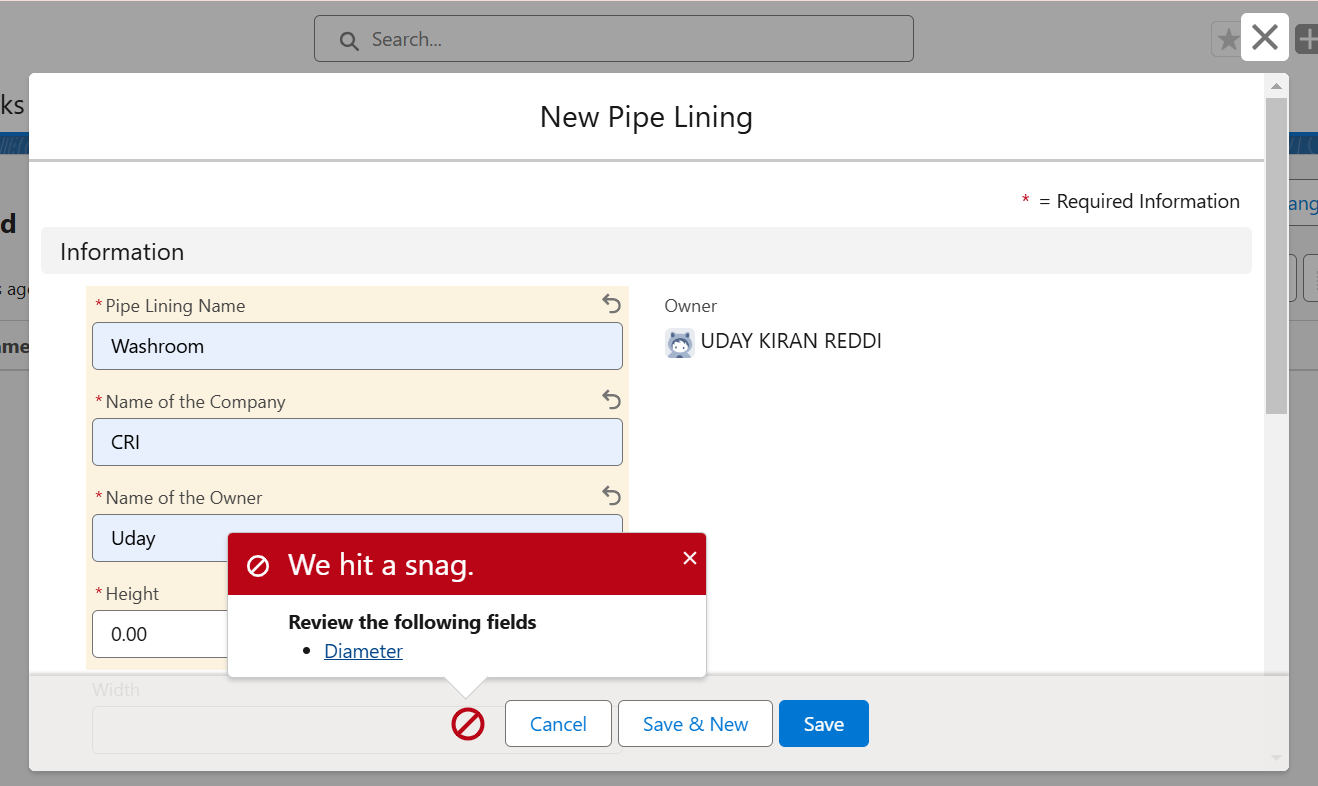 Search...
ks
New Pipe Lining
* = Required Information
d
ang
Information
s ago
*Pipe Lining Name
Owner
Washroom
UDAY KIRAN REDDI
ame
*Name of the Company
CRI
*Name of the Owner
Uday
We hit a snag.
*Height
Review the following fields
0.00
• Diameter
Width
Cancel
Save & New
Save